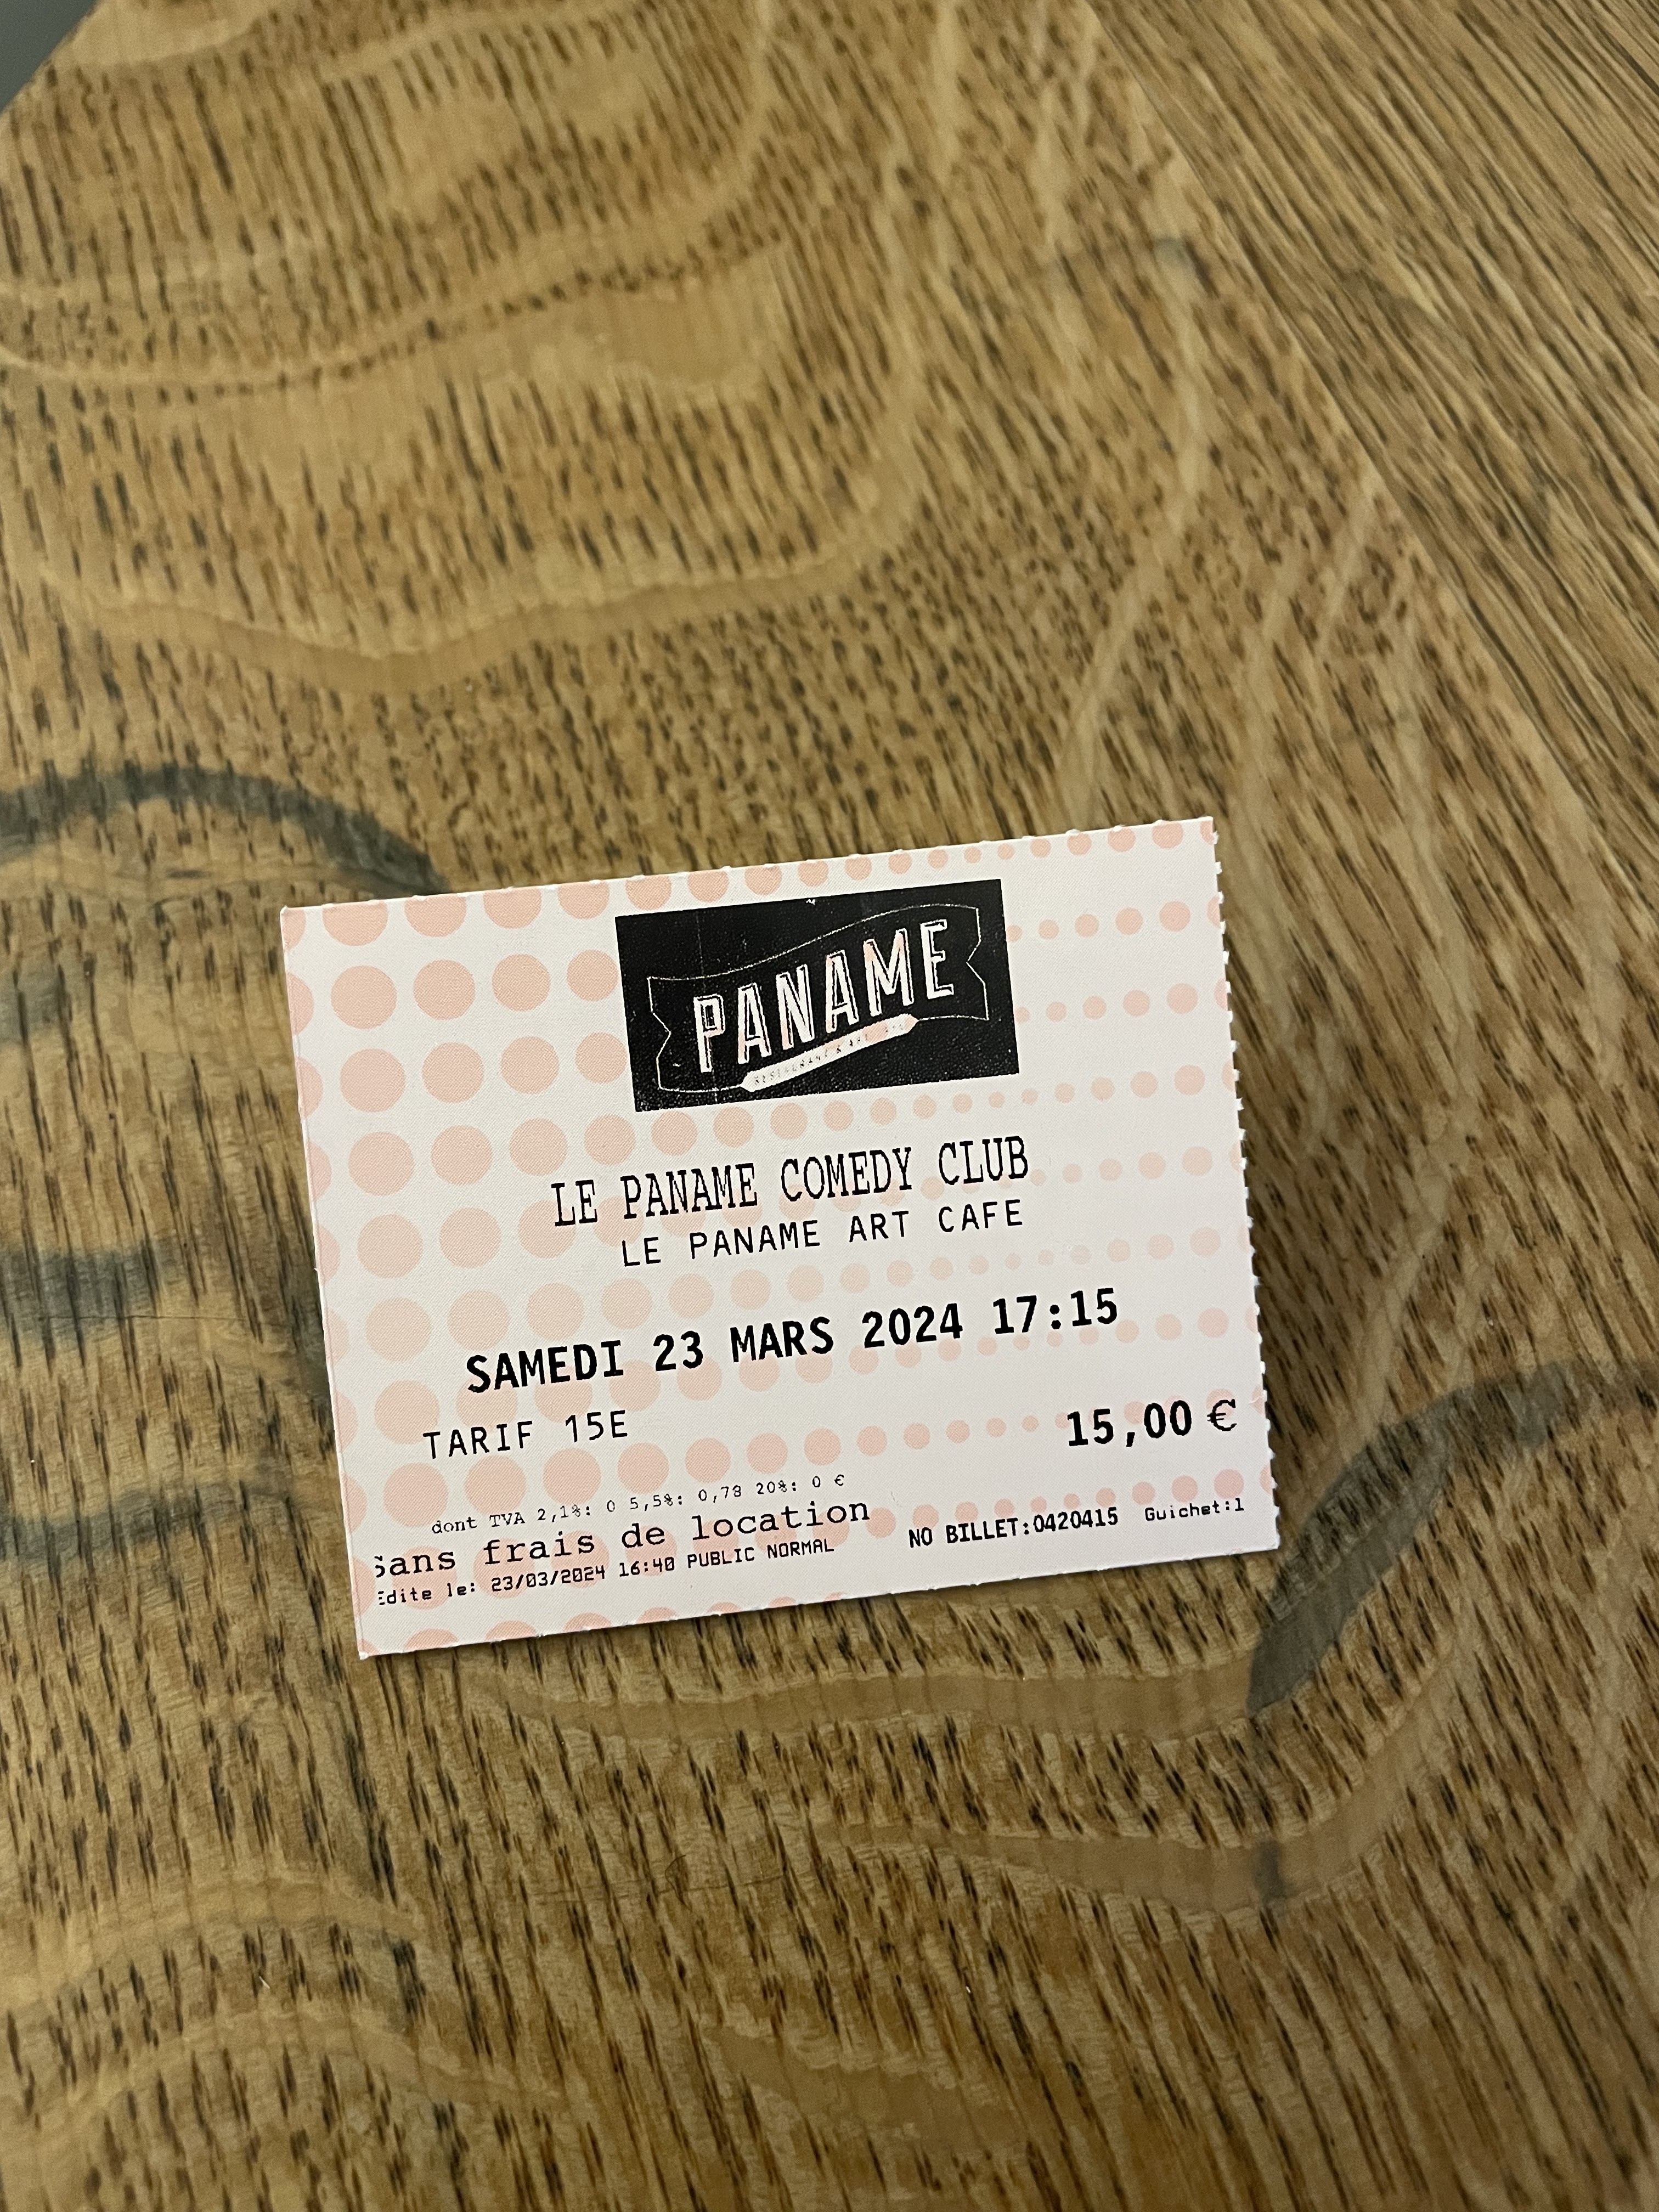 PANAME
LE PANAME COMEDY CLUB
LE PANAME ART CAFE
SAMEDI 23 MARS 2024 17:15
TARIF 15E 15,00 €
dont TVA 2,1%: 0 5,5%: 0,78 20%: 0 €
Sans frais de location
Edite le: 23/03/2024 16:40 PUBLIC NORMAL NO BILLET:0420415 Guichet:1